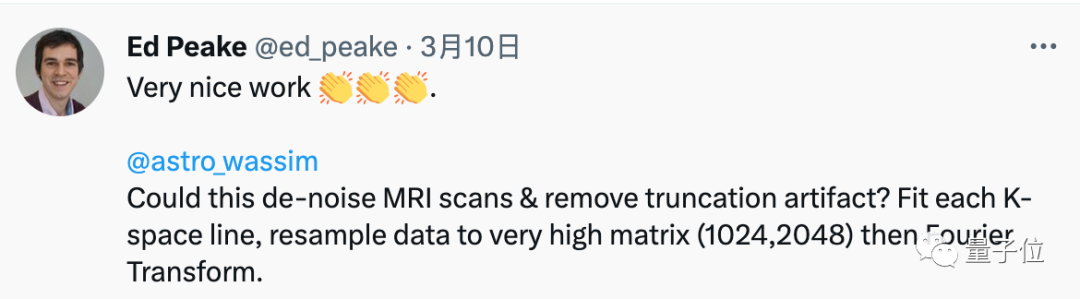 Ed Peake @ed_peake · 3月10日
Very nice work 👏👏👏.
@astro_wassim
Could this de-noise MRI scans & remove truncation artifact? Fit each K-
space line, resample data to very high matrix (1024,2048) then Fourier
Transform.
量子位